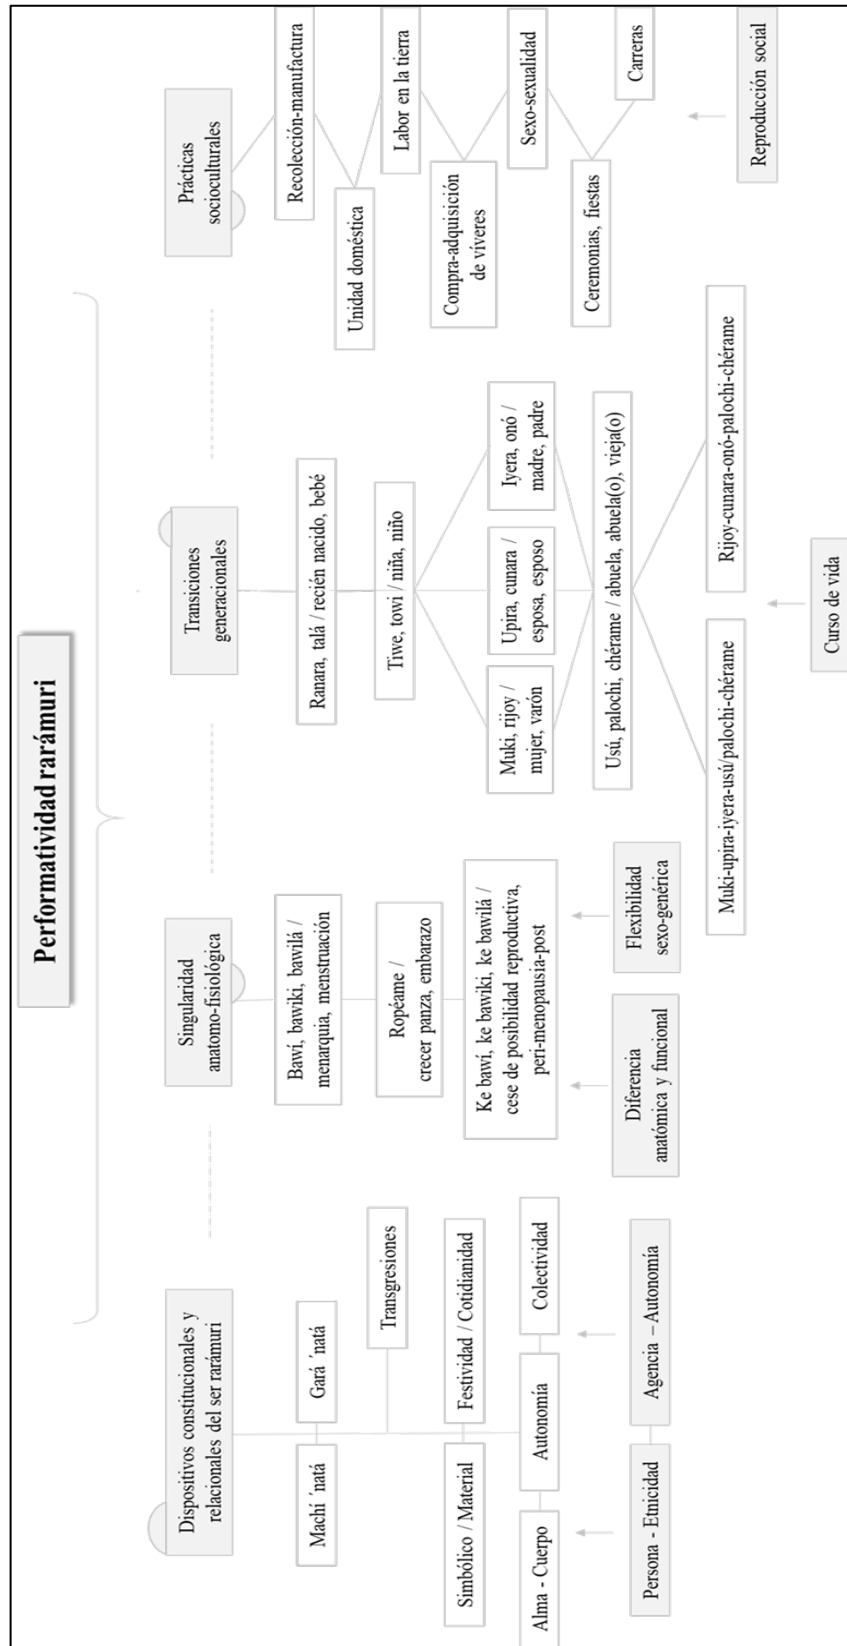 Performatividad rarámuri
Dispositivos constitucionales y
relacionales del ser rarámuri
Machí ´natá
Gará ´natá
Transgresiones
Simbólico / Material
Festividad / Cotidianidad
Alma - Cuerpo
Autonomía
Colectividad
Persona - Etnicidad
Agencia – Autonomía
Singularidad
anatomo-fisiológica
Bawí, bawiki, bawilá /
menarquia, menstruación
Ropéame /
crecer panza, embarazo
Ke bawí, ke bawiki, ke bawilá /
cese de posibilidad reproductiva,
peri-menopausia-post
Diferencia
anatómica y funcional
Flexibilidad
sexo-genérica
Transiciones
generacionales
Ranara, talá / recién nacido, bebé
Tiwe, towi / niña, niño
Muki, rijoy /
mujer, varón
Upira, cunara /
esposa, esposo
Iyera, onó /
madre, padre
Usú, palochi, chérame / abuela, abuela(o), vieja(o)
Muki-upira-iyera-usú/palochi-chérame
Rijoy-cunara-onó-palochi-chérame
Curso de vida
Prácticas
socioculturales
Recolección-manufactura
Unidad doméstica
Labor en la tierra
Compra-adquisición
de víveres
Sexo-sexualidad
Ceremonias, fiestas
Carreras
Reproducción social